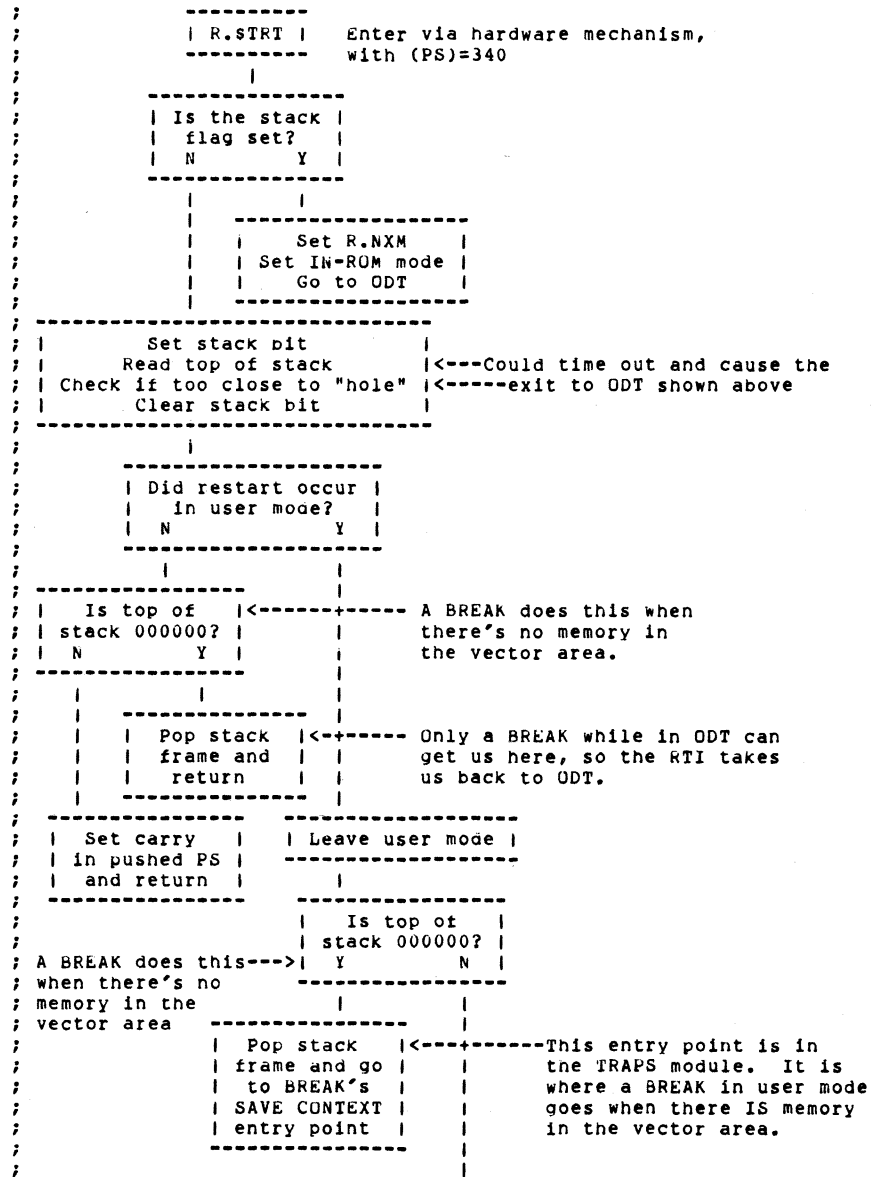 ;               ----------
;               | R.STRT |   Enter via hardware mechanism,
;               ----------   with (PS)=340
;                   |
;           ----------------
;           | Is the stack |
;           |  flag set?   |
;           |  N        Y  |
;           ----------------
;              |        |
;              |   -------------------
;              |   |     Set R.NXM     |
;              |   | Set IN-ROM mode |
;              |   |    Go to ODT    |
;              |   -------------------
; --------------------------------
; |        Set stack bit           |
; |      Read top of stack         |<---Could time out and cause the
; | Check if too close to "hole" |<-----exit to ODT shown above
; |       Clear stack bit          |
; --------------------------------
;              |
;        ---------------------
;        | Did restart occur |
;        |   in user mode?   |
;        |  N             Y  |
;        ---------------------
;            |             |
; -----------------        |
; |   Is top of   |<------+----- A BREAK does this when
; | stack 000000? |       |      there's no memory in
; |  N         Y  |       |      the vector area.
; -----------------        |
;    |         |           |
;    |   ---------------   |
;    |   |  Pop stack  |<-+----- Only a BREAK while in ODT can
;    |   |  frame and  |  |      get us here, so the RTI takes
;    |   |   return    |  |      us back to ODT.
;    |   ---------------   |
;  ----------------   -------------------
;  |  Set carry   |   | Leave user mode |
;  | in pushed PS |   -------------------
;  |  and return  |       |
;  ----------------    -----------------
;                      |   Is top of   |
;                      | stack 000000? |
; A BREAK does this--->|  Y         N  |
; when there's no      -----------------
; memory in the            |         |
; vector area   ----------------     |
;               |  Pop stack   |<----+------This entry point is in
;               | frame and go |     |      the TRAPS module.  It is
;               |  to BREAK's  |     |      where a BREAK in user mode
;               | SAVE CONTEXT |     |      goes when there IS memory
;               | entry point  |     |      in the vector area.
;               ----------------     |
;                                    |